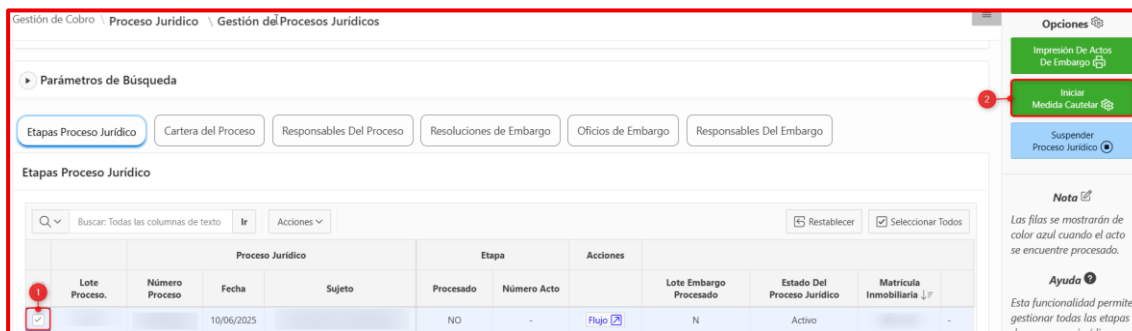 Gestión de Cobro \ Proceso Jurídico \ Gestión de Procesos Jurídicos
Parámetros de Búsqueda
Etapas Proceso Jurídico
Cartera del Proceso
Responsables Del Proceso
Resoluciones de Embargo
Oficios de Embargo
Responsables Del Embargo
Etapas Proceso Jurídico
Buscar: Todas las columnas de texto
Ir
Acciones
Restablecer
Seleccionar Todos
Proceso Jurídico
Etapa
Acciones
Lote
Proceso.
Número
Proceso
Fecha
Sujeto
Procesado
Número Acto
Lote Embargo
Procesado
Estado Del
Proceso Jurídico
Matrícula
Inmobiliaria
1
10/06/2025
NO
-
Flujo
N
Activo
-
Opciones
Impresión De Actos
De Embargo
2
Iniciar
Medida Cautelar
Suspender
Proceso Jurídico
Nota
Las filas se mostrarán de
color azul cuando el acto
se encuentre procesado.
Ayuda
Esta funcionalidad permite
gestionar todas las etapas